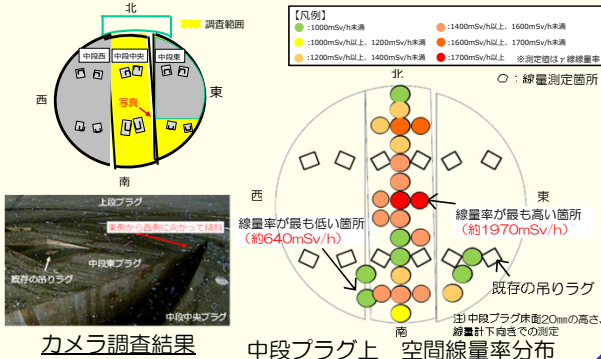 北
調査範囲
中段西
中段中央
中段東
西
東
写真
南
【凡例】
:1000mSv/h未満
:1400mSv/h以上、1600mSv/h未満
:1000mSv/h以上、1200mSv/h未満
:1600mSv/h以上、1700mSv/h未満
:1200mSv/h以上、1400mSv/h未満
:1700mSv/h以上
※測定値はγ線線量率
北
○：線量測定箇所
西
東
線量率が最も低い箇所
（約640mSv/h）
線量率が最も高い箇所
（約1970mSv/h）
既存の吊りラグ
南
注）中段プラグ床面20mmの高さ、
線量計下向きでの測定
上段プラグ
東側から西側に向かって傾斜
中段東プラグ
既存の吊りラグ
中段中央プラグ
カメラ調査結果
中段プラグ上　空間線量率分布